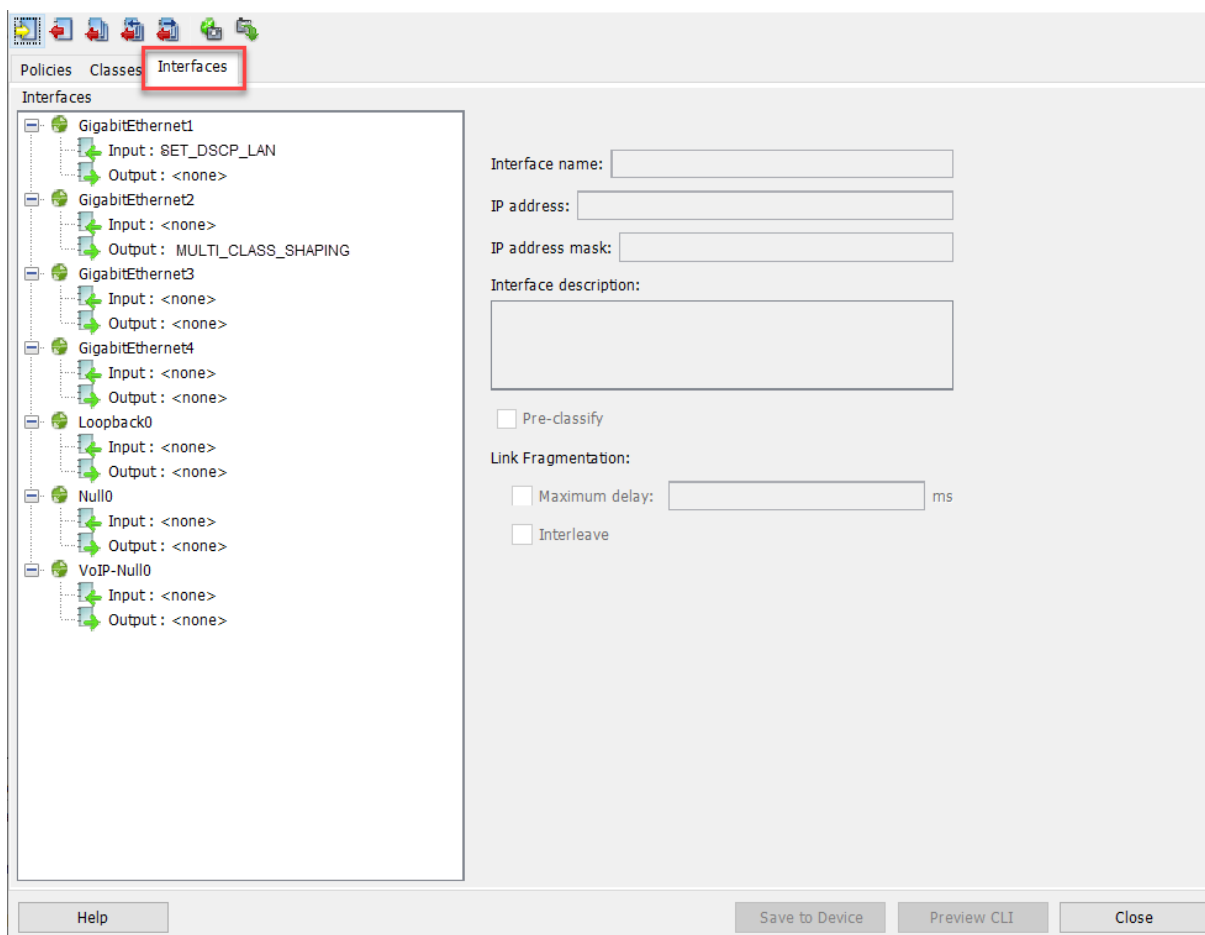 Policies Classes Interfaces
Interfaces
GigabitEthernet1
Input : SET_DSCP_LAN
Output : <none>
GigabitEthernet2
Input : <none>
Output : MULTI_CLASS_SHAPING
GigabitEthernet3
Input : <none>
Output : <none>
GigabitEthernet4
Input : <none>
Output : <none>
Loopback0
Input : <none>
Output : <none>
Null0
Input : <none>
Output : <none>
VoIP-Null0
Input : <none>
Output : <none>
Interface name:
IP address:
IP address mask:
Interface description:
Pre-classify
Link Fragmentation:
Maximum delay: ms
Interleave
Help Save to Device Preview CLI Close